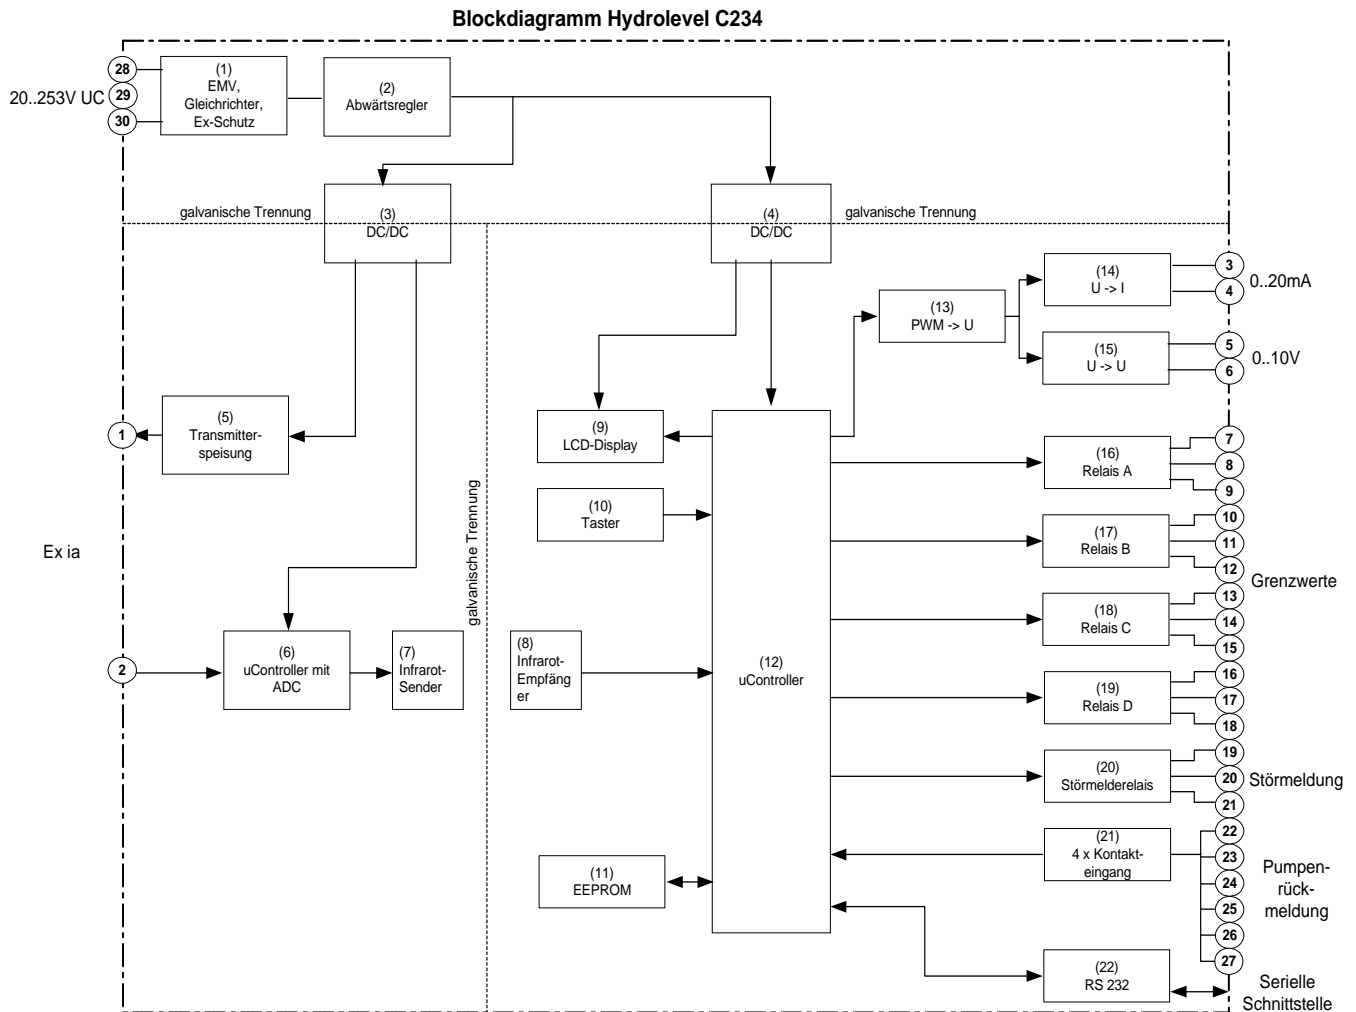 Blockdiagramm Hydrolevel C234
28
29
30
20..253V UC
(1)
EMV,
Gleichrichter,
Ex-Schutz
(2)
Abwärtsregler
galvanische Trennung
(3)
DC/DC
(4)
DC/DC
galvanische Trennung
(13)
PWM -> U
(14)
U -> I
3
4
0..20mA
(15)
U -> U
5
6
0..10V
1
(5)
Transmitter-
speisung
(9)
LCD-Display
(10)
Taster
galvanische Trennung
Ex ia
2
(6)
uController mit
ADC
(7)
Infrarot-
Sender
(8)
Infrarot-
Empfäng
er
(12)
uController
(11)
EEPROM
(16)
Relais A
7
8
9
(17)
Relais B
10
11
12
Grenzwerte
(18)
Relais C
13
14
15
(19)
Relais D
16
17
18
(20)
Störmelderelais
19
20
21
Störmeldung
(21)
4 x Kontakt-
eingang
22
23
24
25
26
27
Pumpen-
rück-
meldung
(22)
RS 232
Serielle
Schnittstelle